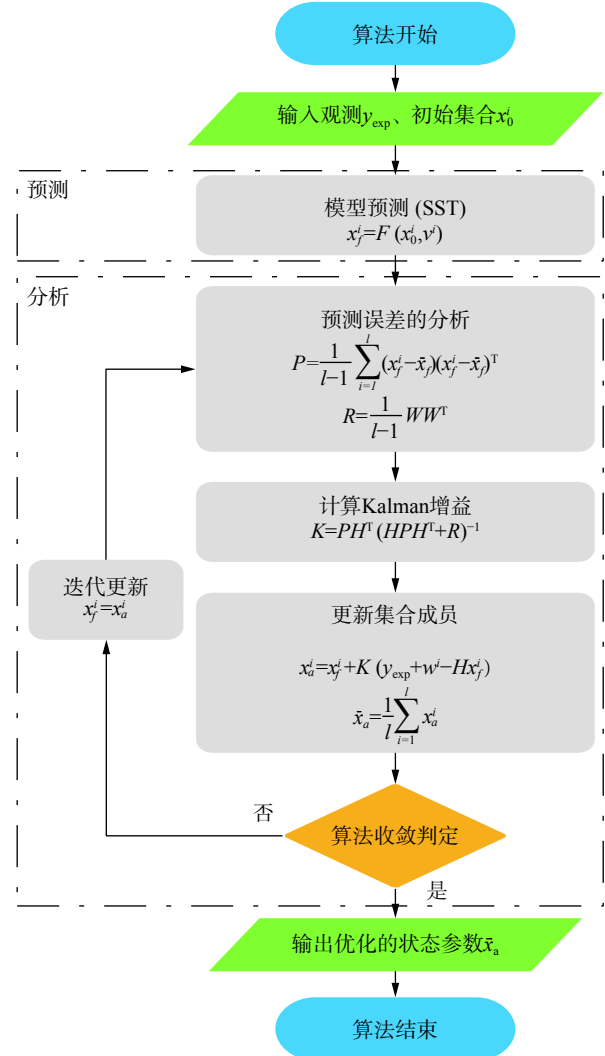 算法开始
输入观测y_exp、初始集合x_0^i
预测
模型预测 (SST)
x_f^i=F (x_0^i,v^i)
分析
预测误差的分析
P=\frac{1}{l−1}\sum_{i=1}^{l}(x_f^i−x̄_f)(x_f^i−x̄_f)^T
R=\frac{1}{l−1} WW^T
计算Kalman增益
K=PH^T (HPH^T+R)^{−1}
迭代更新
x_f^i=x_a^i
更新集合成员
x_a^i=x_f^i+K (y_exp+w^i−Hx_f^i)
x̄_a=\frac{1}{l}\sum_{i=1}^{l} x_a^i
否
算法收敛判定
是
输出优化的状态参数x̄_a
算法结束